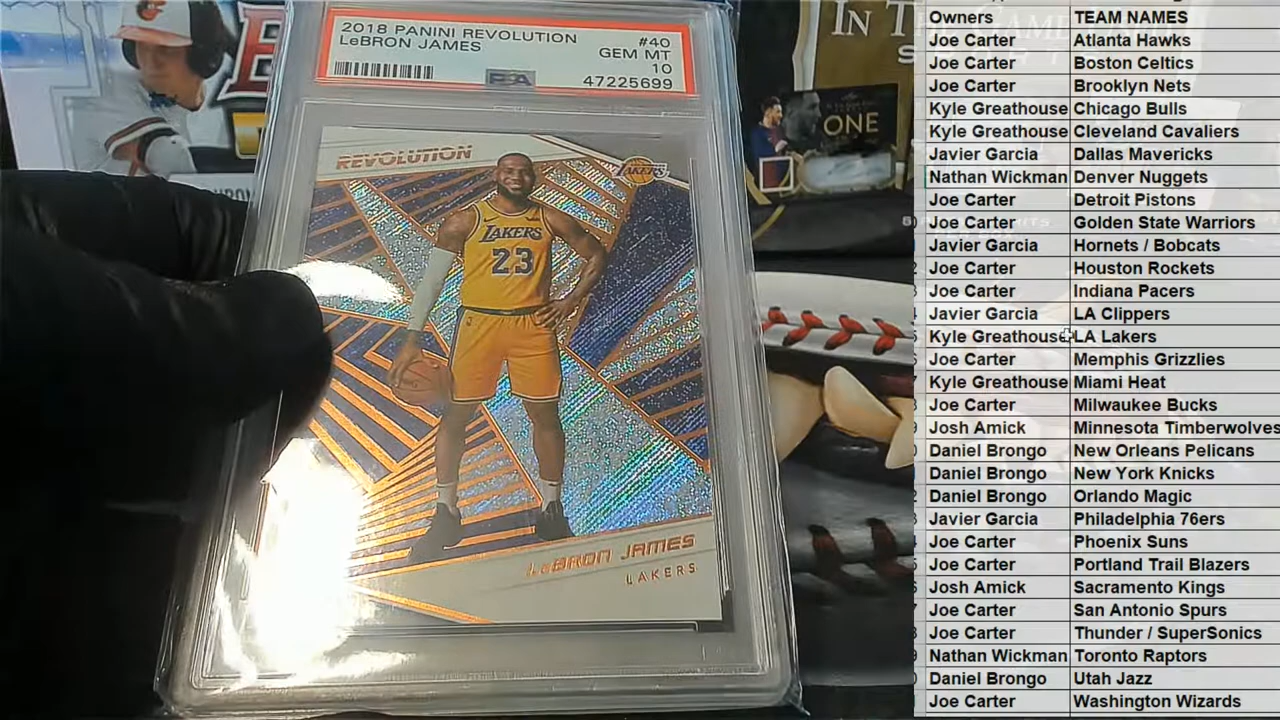 2018 PANINI REVOLUTION #40
LeBRON JAMES GEM MT
10
PSA 47225699
REVOLUTION
LAKERS
LAKERS
23
LeBRON JAMES
LAKERS
IN THE GAME
ONE
Owners TEAM NAMES
Joe Carter Atlanta Hawks
Joe Carter Boston Celtics
Joe Carter Brooklyn Nets
Kyle Greathouse Chicago Bulls
Kyle Greathouse Cleveland Cavaliers
Javier Garcia Dallas Mavericks
Nathan Wickman Denver Nuggets
Joe Carter Detroit Pistons
Joe Carter Golden State Warriors
Javier Garcia Hornets / Bobcats
Joe Carter Houston Rockets
Joe Carter Indiana Pacers
Javier Garcia LA Clippers
Kyle Greathouse LA Lakers
Joe Carter Memphis Grizzlies
Kyle Greathouse Miami Heat
Joe Carter Milwaukee Bucks
Josh Amick Minnesota Timberwolves
Daniel Brongo New Orleans Pelicans
Daniel Brongo New York Knicks
Daniel Brongo Orlando Magic
Javier Garcia Philadelphia 76ers
Joe Carter Phoenix Suns
Joe Carter Portland Trail Blazers
Josh Amick Sacramento Kings
Joe Carter San Antonio Spurs
Joe Carter Thunder / SuperSonics
Nathan Wickman Toronto Raptors
Daniel Brongo Utah Jazz
Joe Carter Washington Wizards